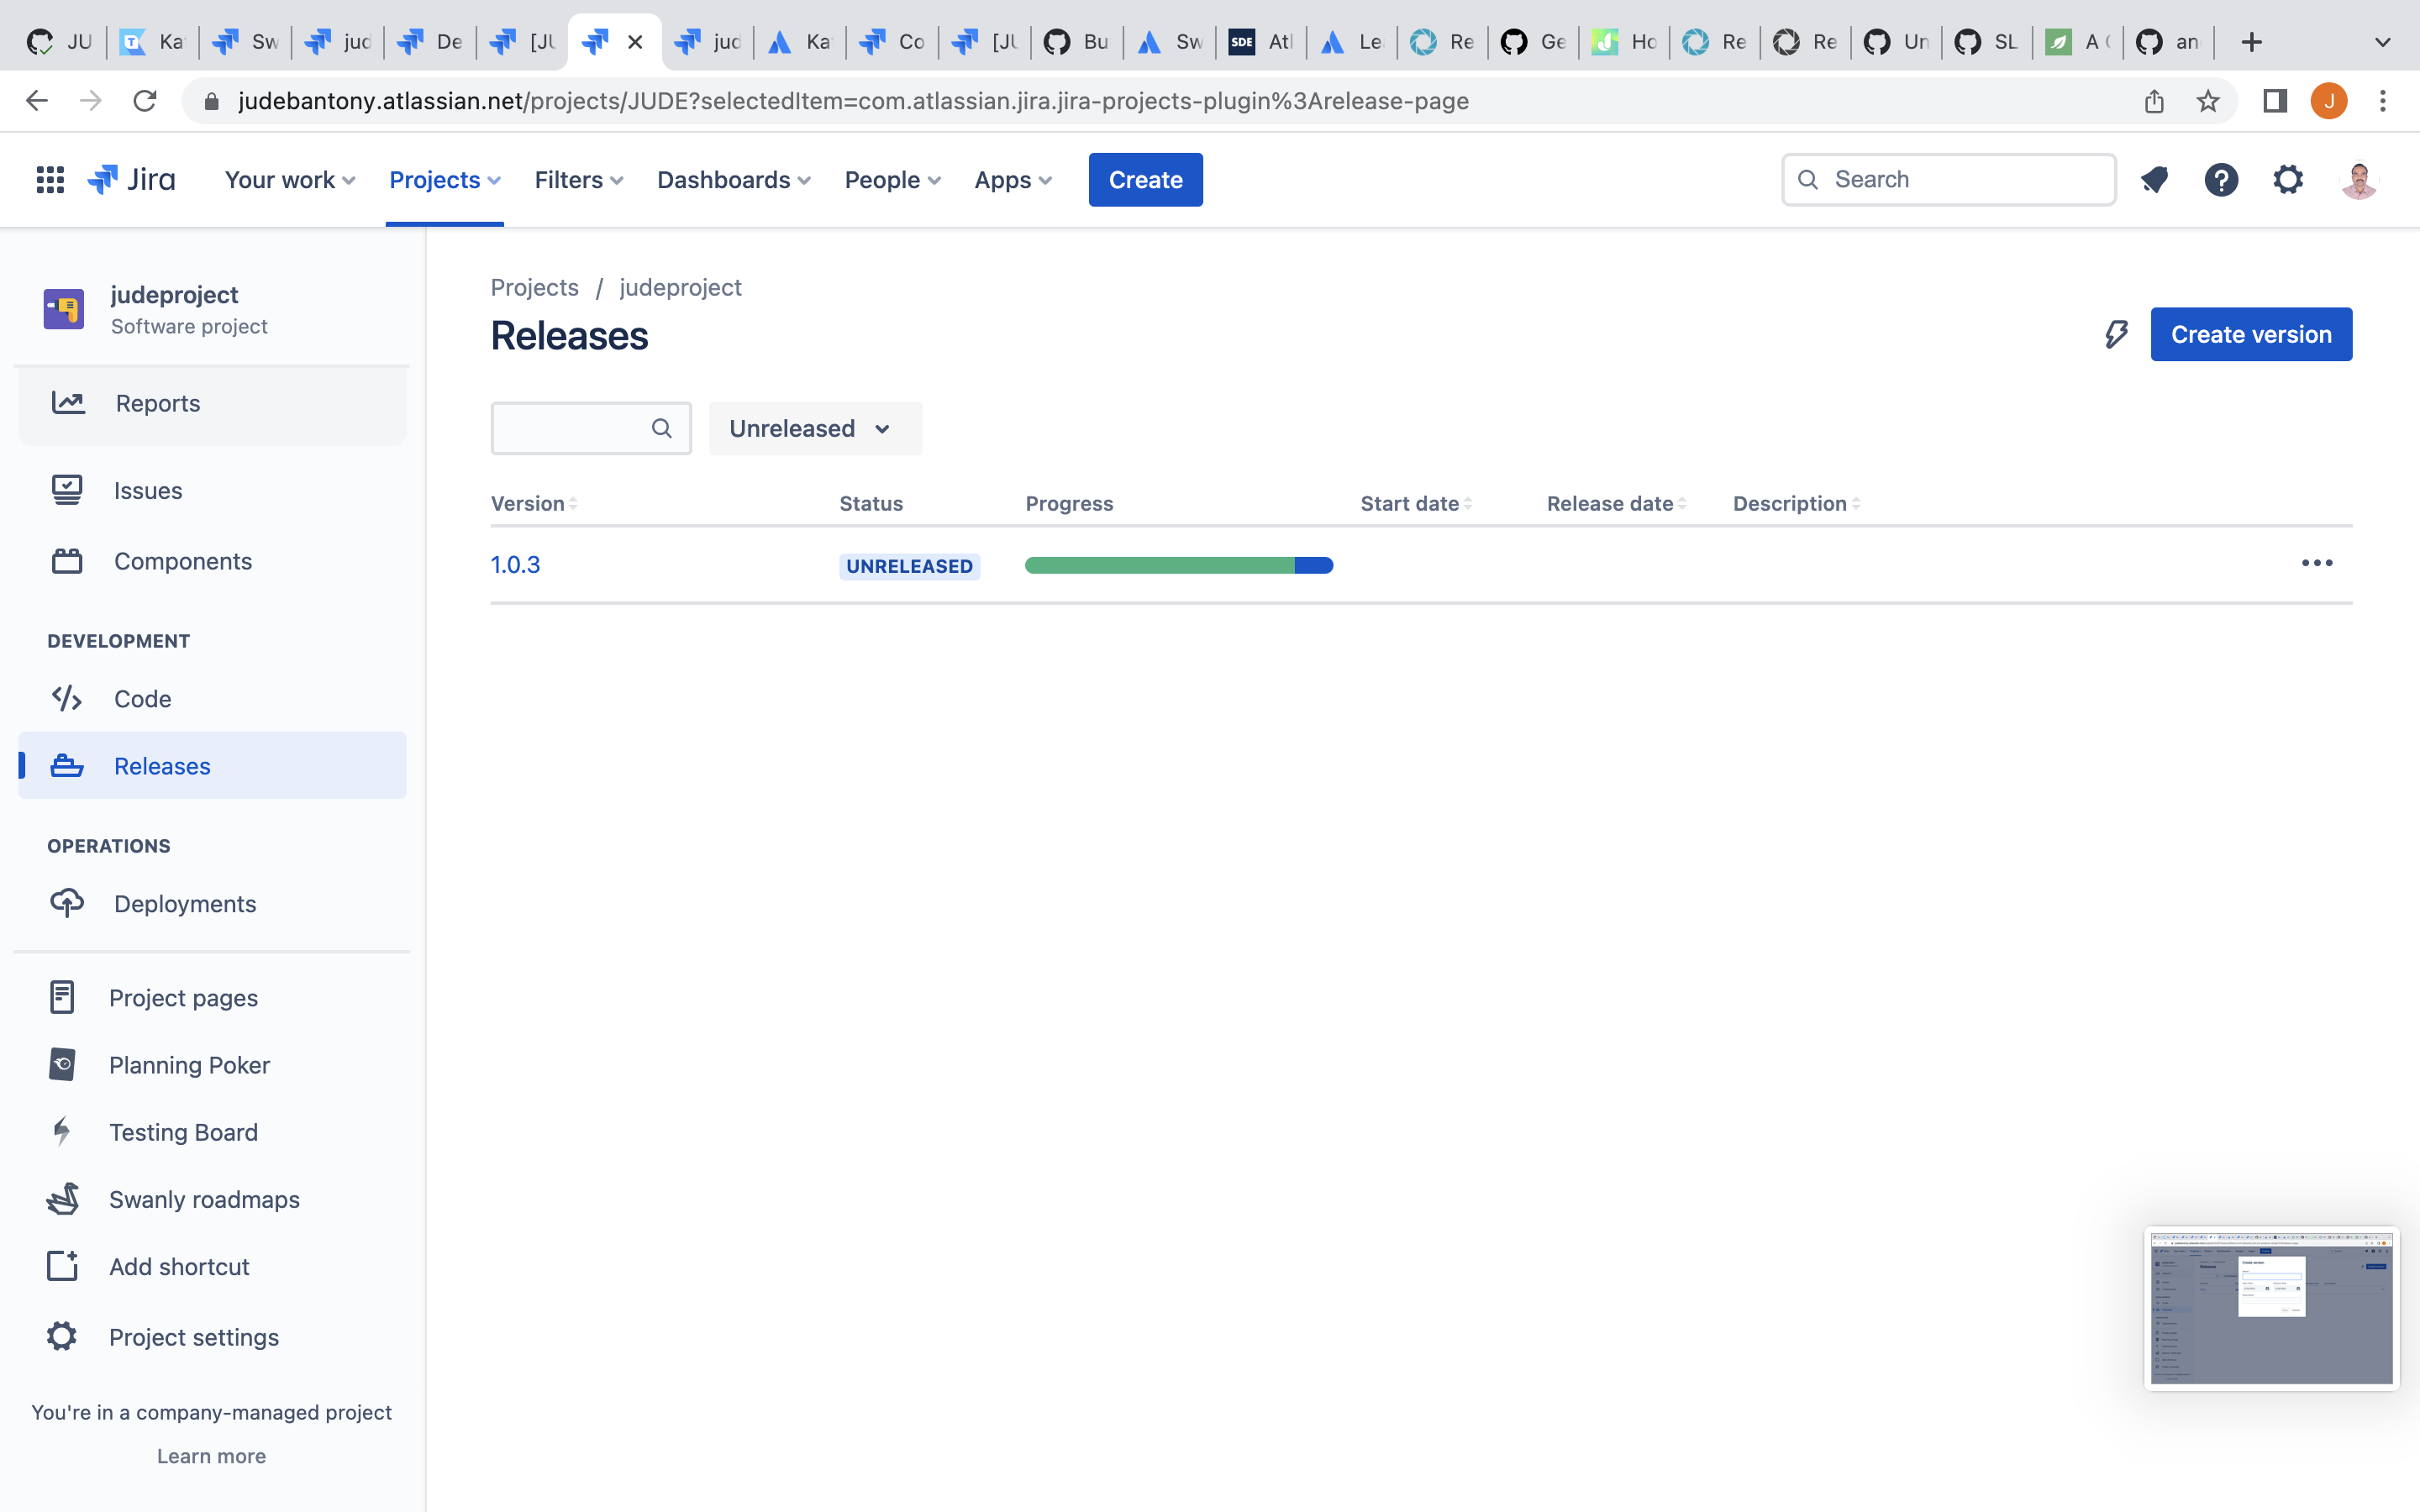 JU
Ka
Sw
jud
De
[JU
jud
Ka
Co
[JU
Bu
Sw
SDE
Atl
Le
Re
Ge
Ho
Re
Re
Un
SL
A
an
judebantony.atlassian.net/projects/JUDE?selectedItem=com.atlassian.jira.jira-projects-plugin%3Arelease-page
J
Jira
Your work
Projects
Filters
Dashboards
People
Apps
Create
Search
judeproject
Software project
Reports
Issues
Components
DEVELOPMENT
Code
Releases
OPERATIONS
Deployments
Project pages
Planning Poker
Testing Board
Swanly roadmaps
Add shortcut
Project settings
You're in a company-managed project
Learn more
Projects / judeproject
Releases
Create version
Unreleased
Version Status Progress Start date Release date Description
1.0.3 UNRELEASED